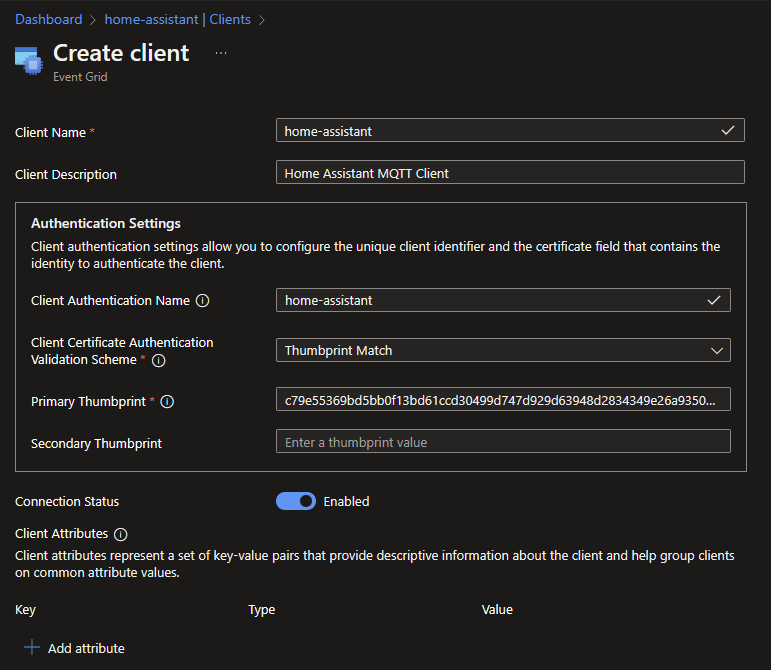 Dashboard > home-assistant | Clients >
Create client ...
Event Grid
Client Name * home-assistant
Client Description Home Assistant MQTT Client
Authentication Settings
Client authentication settings allow you to configure the unique client identifier and the certificate field that contains the
identity to authenticate the client.
Client Authentication Name home-assistant
Client Certificate Authentication
Validation Scheme * Thumbprint Match
Primary Thumbprint * c79e55369bd5bb0f13bd61ccd30499d747d929d63948d2834349e26a9350...
Secondary Thumbprint Enter a thumbprint value
Connection Status Enabled
Client Attributes
Client attributes represent a set of key-value pairs that provide descriptive information about the client and help group clients
on common attribute values.
Key Type Value
+ Add attribute